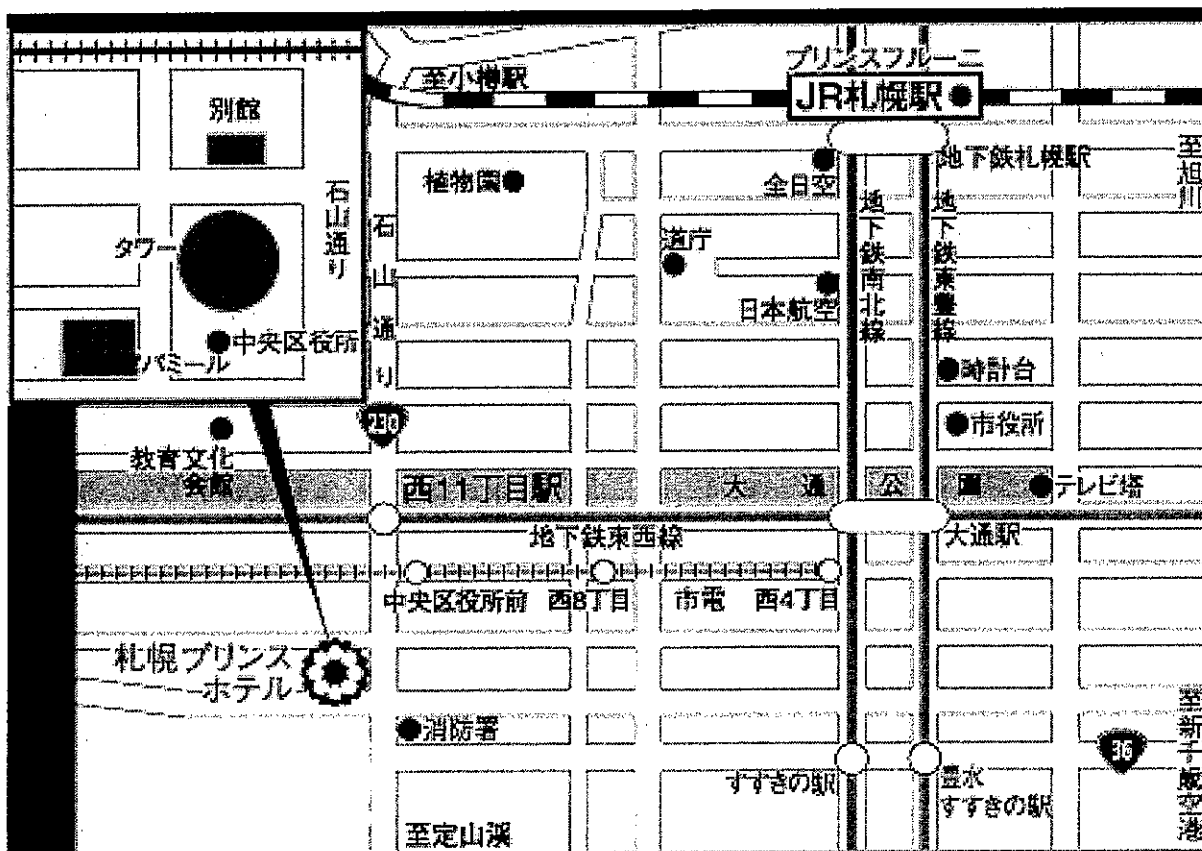 プリンスフルーニ
至小樽駅
JR札幌駅
別館
植物園
全日空
地下鉄札幌駅
至旭川
石山通り
石山通り
タワー
道庁
日本航空
地下鉄南北線
地下鉄東豊線
中央区役所
パミール
時計台
230
市役所
教育文化
会館
西11丁目駅
大通公園
テレビ塔
地下鉄東西線
大通駅
中央区役所前
西8丁目
市電
西4丁目
札幌プリンス
ホテル
消防署
36
すすきの駅
豊水
すすきの駅
至新千歳空港
至定山渓